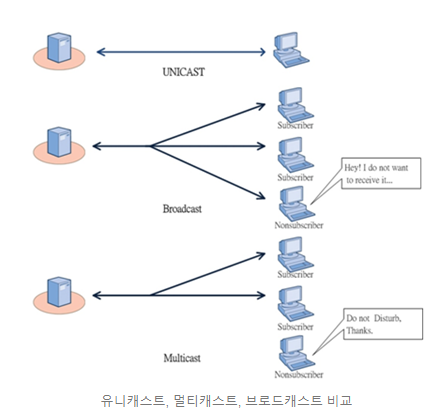 UNICAST
Subscriber
Subscriber
Hey! I do not want
to receive it...
Broadcast
Nonsubscriber
Subscriber
Subscriber
Do not Disturb,
Thanks.
Multicast
Nonsubscriber
유니캐스트, 멀티캐스트, 브로드캐스트 비교